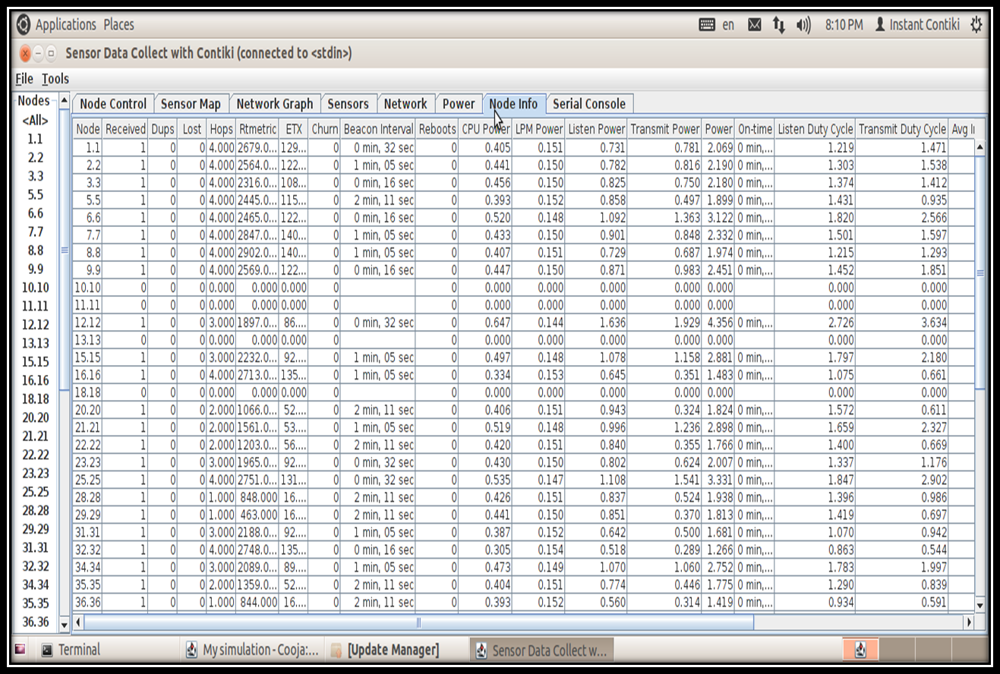 Applications Places en 8:10 PM Instant Contiki
Sensor Data Collect with Contiki (connected to <stdin>)
File Tools
Nodes
<All>
1.1
2.2
3.3
5.5
6.6
7.7
8.8
9.9
10.10
11.11
12.12
13.13
15.15
16.16
18.18
20.20
21.21
22.22
23.23
25.25
28.28
29.29
31.31
32.32
34.34
35.35
36.36
Node Control Sensor Map Network Graph Sensors Network Power Node Info Serial Console
Node Received Dups Lost Hops Rtmetric ETX Churn Beacon Interval Reboots CPU Power LPM Power Listen Power Transmit Power Power On-time Listen Duty Cycle Transmit Duty Cycle Avg
1.1 1 0 0 4.000 2679.0... 129... 0 0 min, 32 sec 0 0.405 0.151 0.731 0.781 2.069 0 min,... 1.219 1.471
2.2 1 0 0 4.000 2564.0... 122... 0 1 min, 05 sec 0 0.441 0.150 0.782 0.816 2.190 0 min,... 1.303 1.538
3.3 1 0 0 4.000 2316.0... 108... 0 0 min, 16 sec 0 0.456 0.150 0.825 0.750 2.180 0 min,... 1.374 1.412
5.5 1 0 0 4.000 2445.0... 115... 0 2 min, 11 sec 0 0.393 0.152 0.858 0.497 1.899 0 min,... 1.431 0.935
6.6 1 0 0 4.000 2465.0... 122... 0 0 min, 16 sec 0 0.520 0.148 1.092 1.363 3.122 0 min,... 1.820 2.566
7.7 1 0 0 4.000 2847.0... 140... 0 1 min, 05 sec 0 0.433 0.150 0.901 0.848 2.332 0 min,... 1.501 1.597
8.8 1 0 0 4.000 2902.0... 140... 0 1 min, 05 sec 0 0.407 0.151 0.729 0.687 1.974 0 min,... 1.215 1.293
9.9 1 0 0 4.000 2569.0... 122... 0 0 min, 16 sec 0 0.447 0.150 0.871 0.983 2.451 0 min,... 1.452 1.851
10.10 0 0 0 0.000 0.000 0.000 0 0 0.000 0.000 0.000 0.000 0.000 0.000 0.000
11.11 0 0 0 0.000 0.000 0.000 0 0 0.000 0.000 0.000 0.000 0.000 0.000 0.000
12.12 1 0 0 3.000 1897.0... 86.... 0 0 min, 32 sec 0 0.647 0.144 1.636 1.929 4.356 0 min,... 2.726 3.634
13.13 0 0 0 0.000 0.000 0.000 0 0 0.000 0.000 0.000 0.000 0.000 0.000 0.000
15.15 1 0 0 3.000 2232.0... 92.... 0 1 min, 05 sec 0 0.497 0.148 1.078 1.158 2.881 0 min,... 1.797 2.180
16.16 1 0 0 4.000 2713.0... 135... 0 1 min, 05 sec 0 0.334 0.153 0.645 0.351 1.483 0 min,... 1.075 0.661
18.18 0 0 0 0.000 0.000 0.000 0 0 0.000 0.000 0.000 0.000 0.000 0.000 0.000
20.20 1 0 0 2.000 1066.0... 52.... 0 2 min, 11 sec 0 0.406 0.151 0.943 0.324 1.824 0 min,... 1.572 0.611
21.21 1 0 0 2.000 1561.0... 53.... 0 1 min, 05 sec 0 0.519 0.148 0.996 1.236 2.898 0 min,... 1.659 2.327
22.22 1 0 0 2.000 1203.0... 56.... 0 2 min, 11 sec 0 0.420 0.151 0.840 0.355 1.766 0 min,... 1.400 0.669
23.23 1 0 0 3.000 1965.0... 92.... 0 0 min, 32 sec 0 0.430 0.150 0.802 0.624 2.007 0 min,... 1.337 1.176
25.25 1 0 0 4.000 2751.0... 131... 0 0 min, 32 sec 0 0.535 0.147 1.108 1.541 3.331 0 min,... 1.847 2.902
28.28 1 0 0 1.000 848.000 16.... 0 2 min, 11 sec 0 0.426 0.151 0.837 0.524 1.938 0 min,... 1.396 0.986
29.29 1 0 0 1.000 463.000 16.... 0 2 min, 11 sec 0 0.441 0.150 0.851 0.370 1.813 0 min,... 1.419 0.697
31.31 1 0 0 3.000 2188.0... 92.... 0 1 min, 05 sec 0 0.387 0.152 0.642 0.500 1.681 0 min,... 1.070 0.942
32.32 1 0 0 4.000 2748.0... 135... 0 0 min, 16 sec 0 0.305 0.154 0.518 0.289 1.266 0 min,... 0.863 0.544
34.34 1 0 0 3.000 2089.0... 89.... 0 1 min, 05 sec 0 0.473 0.149 1.070 1.060 2.752 0 min,... 1.783 1.997
35.35 1 0 0 2.000 1359.0... 52.... 0 2 min, 11 sec 0 0.404 0.151 0.774 0.446 1.775 0 min,... 1.290 0.839
36.36 1 0 0 1.000 844.000 16.... 0 2 min, 11 sec 0 0.393 0.152 0.560 0.314 1.419 0 min,... 0.934 0.591
Terminal My simulation - Cooja:... [Update Manager] Sensor Data Collect w...